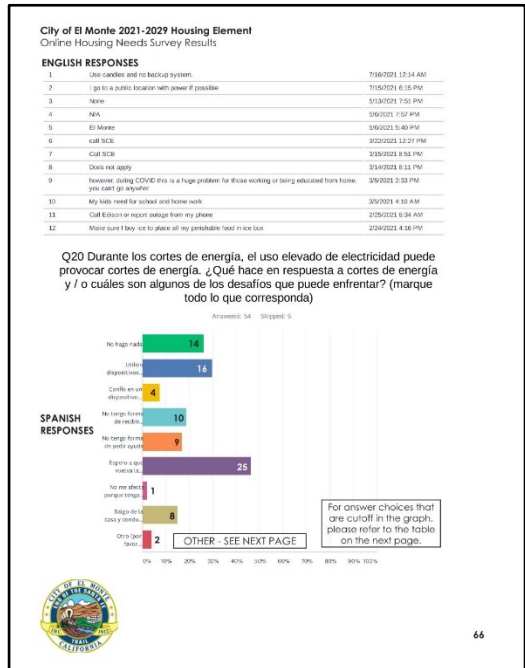 City of El Monte 2021-2029 Housing Element
Online Housing Needs Survey Results
ENGLISH RESPONSES
1 Use candles and no backup system. 7/16/2021 12:14 AM
2 I go to a public location with power if possible 7/15/2021 6:15 PM
3 None 5/13/2021 7:51 PM
4 N/A 5/6/2021 7:57 PM
5 El Monte 5/6/2021 5:40 PM
6 call SCE 3/22/2021 12:27 PM
7 Call SCE 3/15/2021 8:51 PM
8 Does not apply 3/14/2021 8:11 PM
9 however, during COVID this is a huge problem for those working or being educated from home. 3/9/2021 2:33 PM
you can't go anywher
10 My kids need for school and home work 3/5/2021 4:10 AM
11 Call Edison or report outage from my phone 2/25/2021 8:34 AM
12 Make sure I buy ice to place all my perishable food in ice box 2/24/2021 4:16 PM
Q20 Durante los cortes de energía, el uso elevado de electricidad puede
provocar cortes de energía. ¿Qué hace en respuesta a cortes de energía
y / o cuáles son algunos de los desafíos que puede enfrentar? (marque
todo lo que corresponda)
Answered: 54 Skipped: 5
No hago nada 14
Utilizo
dispositivos... 16
Confío en un
dispositivo... 4
No tengo forma
de recibir... 10
No tengo forma
de pedir ayuda 9
SPANISH
RESPONSES
Espero a que
vuelva la... 25
No me afecta
porque tengo... 1
Salgo de la
casa y condu... 8
Otro (por
favor... 2
OTHER - SEE NEXT PAGE
For answer choices that
are cutoff in the graph,
please refer to the table
on the next page.
0% 10% 20% 30% 40% 50% 60% 70% 80% 90% 100%
CITY OF EL MONTE
END OF THE SANTA FE
TRAIL
INC. 1912
CALIFORNIA
66